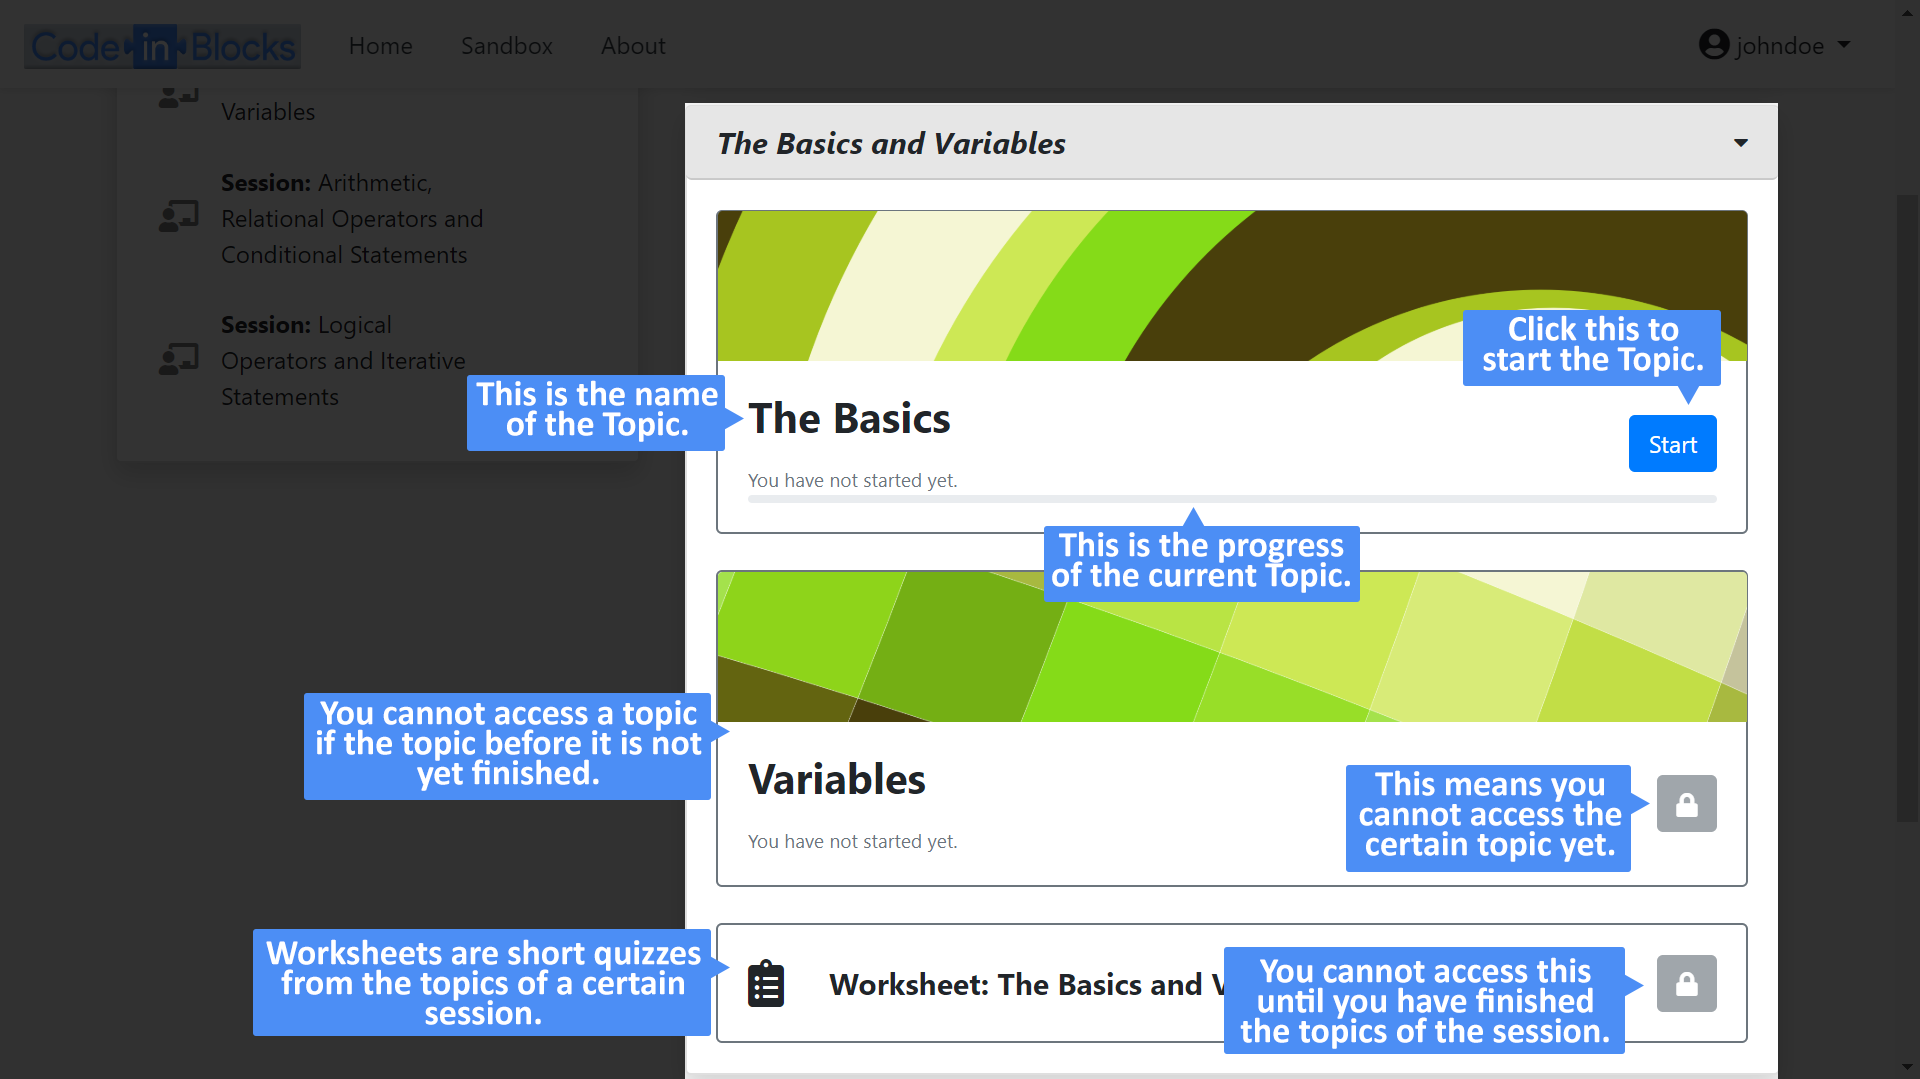 Code in Blocks
Home
Sandbox
About
johndoe
Variables
Session: Arithmetic,
Relational Operators and
Conditional Statements
Session: Logical
Operators and Iterative
Statements
The Basics and Variables
Click this to
start the Topic.
This is the name
of the Topic.
The Basics
Start
You have not started yet.
This is the progress
of the current Topic.
You cannot access a topic
if the topic before it is not
yet finished.
Variables
This means you
cannot access the
certain topic yet.
You have not started yet.
Worksheets are short quizzes
from the topics of a certain
session.
Worksheet: The Basics and V
You cannot access this
until you have finished
the topics of the session.